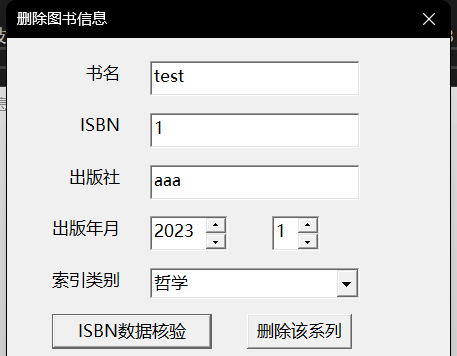 删除图书信息
书名 test
ISBN 1
出版社 aaa
出版年月 2023 1
索引类别 哲学
ISBN数据核验 删除该系列